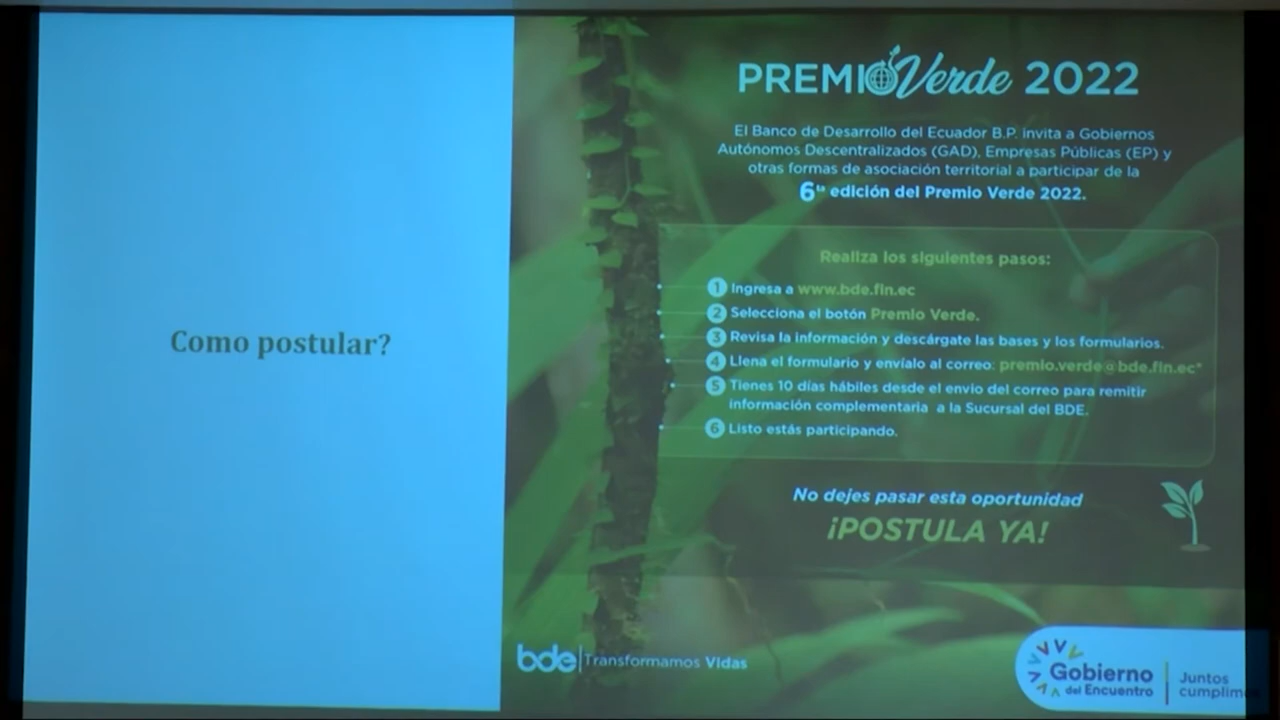 Como postular?
PREMIO Verde 2022
El Banco de Desarrollo del Ecuador B.P. invita a Gobiernos
Autónomos Descentralizados (GAD), Empresas Públicas (EP) y
otras formas de asociación territorial a participar de la
6ta edición del Premio Verde 2022.
Realiza los siguientes pasos:
1 Ingresa a www.bde.fin.ec
2 Selecciona el botón Premio Verde.
3 Revisa la información y descárgate las bases y los formularios.
4 Llena el formulario y envíalo al correo: premio.verde@bde.fin.ec*
5 Tienes 10 días hábiles desde el envio del correo para remitir
información complementaria a la Sucursal del BDE.
6 Listo estás participando.
No dejes pasar esta oportunidad
¡POSTULA YA!
bde Transformamos Vidas
Gobierno
del Encuentro
Juntos
cumplimos